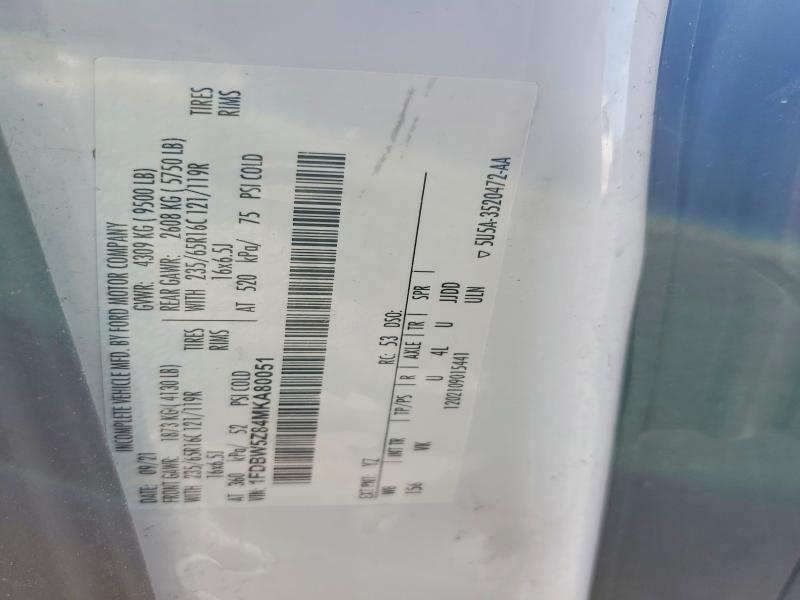 INCOMPLETE VEHICLE MFD. BY FORD MOTOR COMPANY
DATE: 09/21 GVWR: 4309 KG ( 9500 LB)
FRONT GAWR: 1873 KG( 4130 LB) REAR GAWR: 2608 KG ( 5750 LB)
WITH 235/65R16C 121/119R TIRES WITH 235/65R16C 121/119R TIRES
16x6.5J RIMS 16x6.5J RIMS
AT 360 kPa/ 52 PSI COLD AT 520 kPa/ 75 PSI COLD
VIN: 1FDBW5Z84MKA80051
EXT PNT: YZ RC: 53 DSO:
WB INT TR TP/PS R AXLE TR SPR
156 VK U 4L U JJDD
1202109015441 ULN
▽ 5U5A-3520472-AA